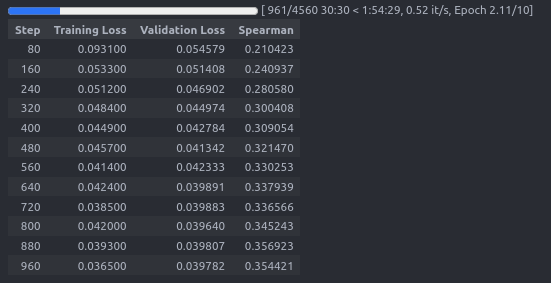 [ 961/4560 30:30 < 1:54:29, 0.52 it/s, Epoch 2.11/10]
Step Training Loss Validation Loss Spearman
80 0.093100 0.054579 0.210423
160 0.053300 0.051408 0.240937
240 0.051200 0.046902 0.280580
320 0.048400 0.044974 0.300408
400 0.044900 0.042784 0.309054
480 0.045700 0.041342 0.321470
560 0.041400 0.042333 0.330253
640 0.042400 0.039891 0.337939
720 0.038500 0.039883 0.336566
800 0.042000 0.039640 0.345243
880 0.039300 0.039807 0.356923
960 0.036500 0.039782 0.354421